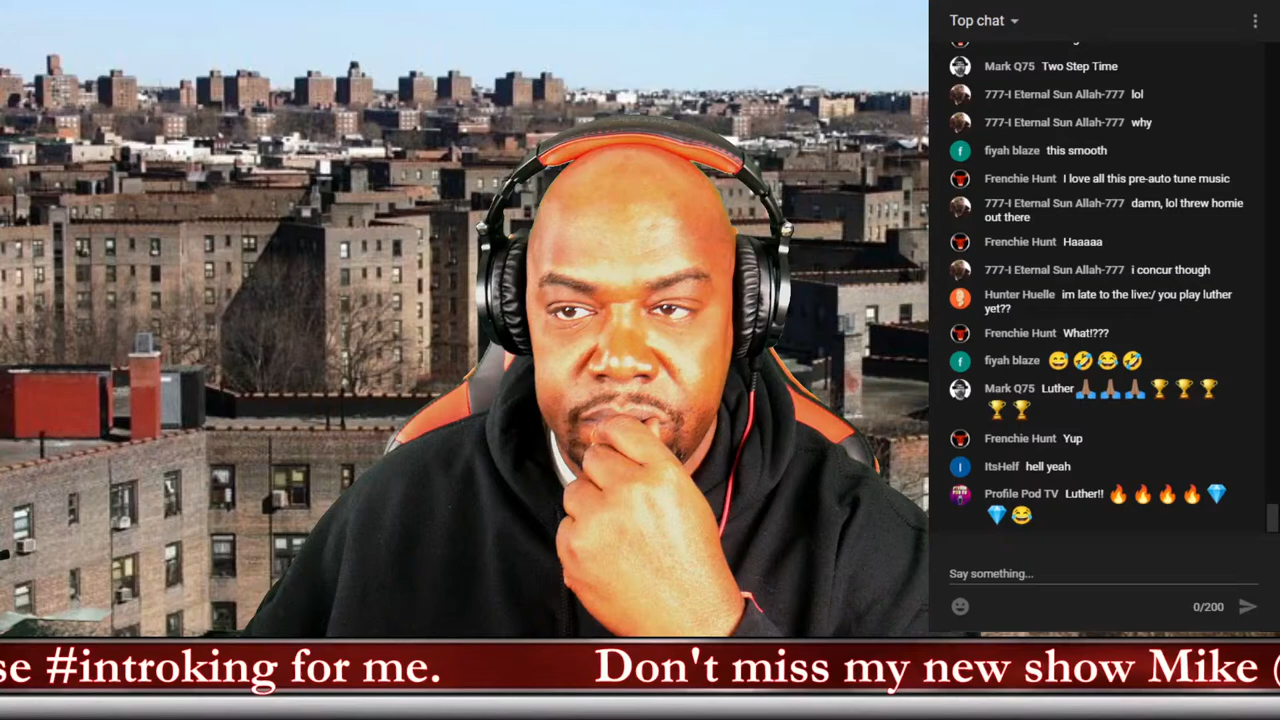 Top chat
Mark Q75 Two Step Time
777-I Eternal Sun Allah-777 lol
777-I Eternal Sun Allah-777 why
fiyah blaze this smooth
Frenchie Hunt I love all this pre-auto tune music
777-I Eternal Sun Allah-777 damn, lol threw homie
out there
Frenchie Hunt Haaaaa
777-I Eternal Sun Allah-777 i concur though
Hunter Huelle im late to the live:/ you play luther
yet??
Frenchie Hunt What!???
fiyah blaze 😅🤣😂🤣
Mark Q75 Luther🙏🏽🙏🏽🙏🏽🏆🏆🏆
🏆🏆
Frenchie Hunt Yup
ItsHelf hell yeah
Profile Pod TV Luther!!🔥🔥🔥🔥💎
💎😂
Say something...
0/200
se #introking for me. Don't miss my new show Mike (